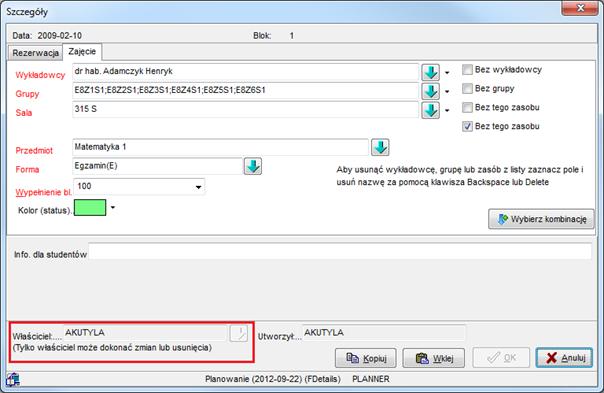 Szczegóły
Data: 2009-02-10 Blok: 1
Rezerwacja Zajęcie
Wykładowcy dr hab. Adamczyk Henryk Bez wykładowcy
Grupy E8Z1S1;E8Z2S1;E8Z3S1;E8Z4S1;E8Z5S1;E8Z6S1 Bez grupy
Sala 315 S Bez tego zasobu
Bez tego zasobu
Przedmiot Matematyka 1
Forma Egzamin(E)
Aby usunąć wykładowcę, grupę lub zasób z listy zaznacz pole i
usuń nazwę za pomocą klawisza Backspace lub Delete
Wypełnienie bl. 100
Kolor (status).
Wybierz kombinację
Info. dla studentów
Właściciel:.... AKUTYLA Utworzył:... AKUTYLA
(Tylko właściciel może dokonać zmian lub usunięcia)
Kopiuj Wklej OK Anuluj
Planowanie (2012-09-22) (FDetails) PLANNER